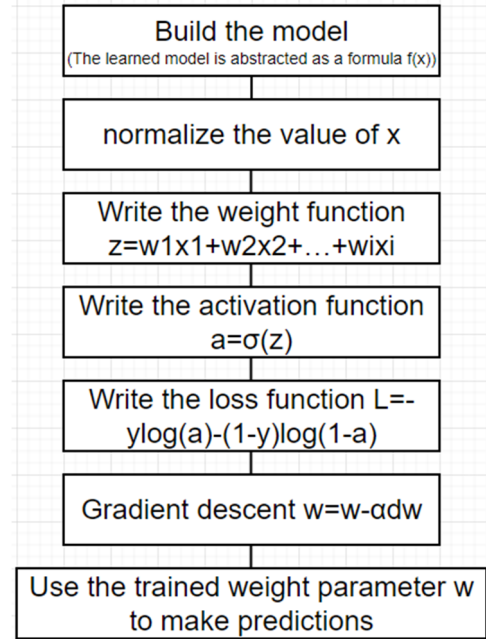 Build the model
(The learned model is abstracted as a formula f(x))
normalize the value of x
Write the weight function
z=w1x1+w2x2+…+wixi
Write the activation function
a=σ(z)
Write the loss function L=-
ylog(a)-(1-y)log(1-a)
Gradient descent w=w-αdw
Use the trained weight parameter w
to make predictions